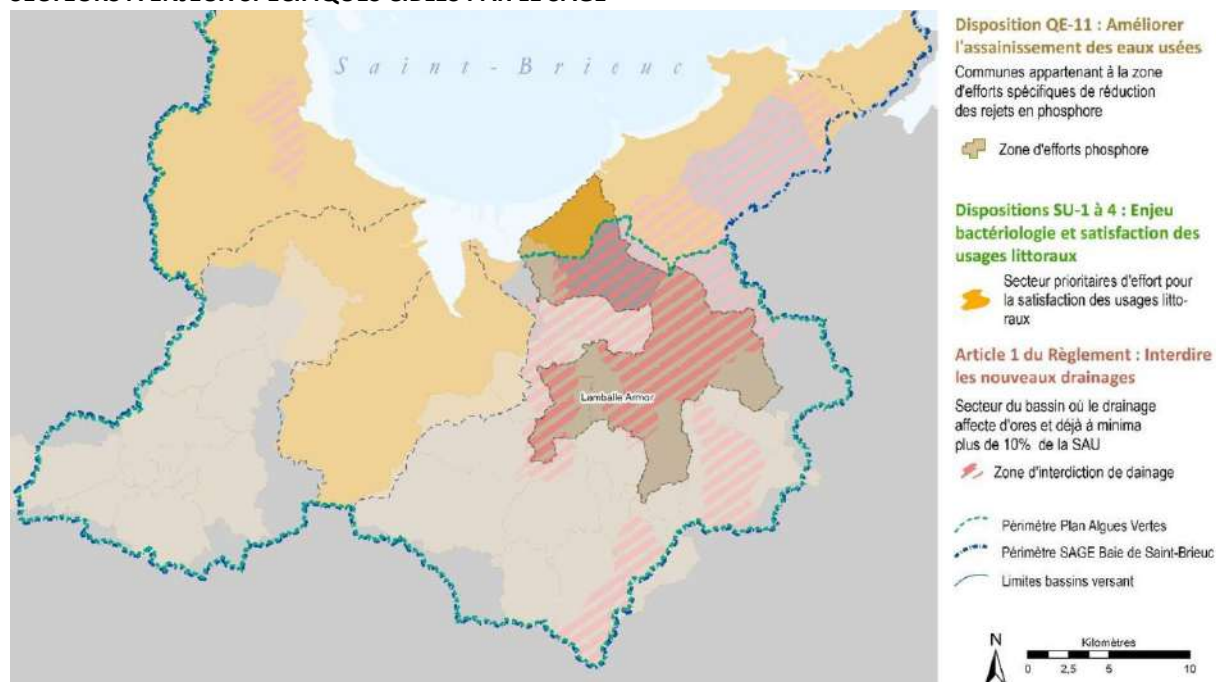 Saint-Brieuc
Lamballe Armor
Disposition QE-11 : Améliorer
l'assainissement des eaux usées
Communes appartenant à la zone
d'efforts spécifiques de réduction
des rejets en phosphore
Zone d'efforts phosphore
Dispositions SU-1 à 4 : Enjeu
bactériologie et satisfaction des
usages littoraux
Secteur prioritaires d'effort pour
la satisfaction des usages litto-
raux
Article 1 du Règlement : Interdire
les nouveaux drainages
Secteur du bassin où le drainage
affecte d'ores et déjà à minima
plus de 10% de la SAU
Zone d'interdiction de dainage
Périmètre Plan Algues Vertes
Périmètre SAGE Baie de Saint-Brieuc
Limites bassins versant
N
Kilomètres
0 2,5 5 10